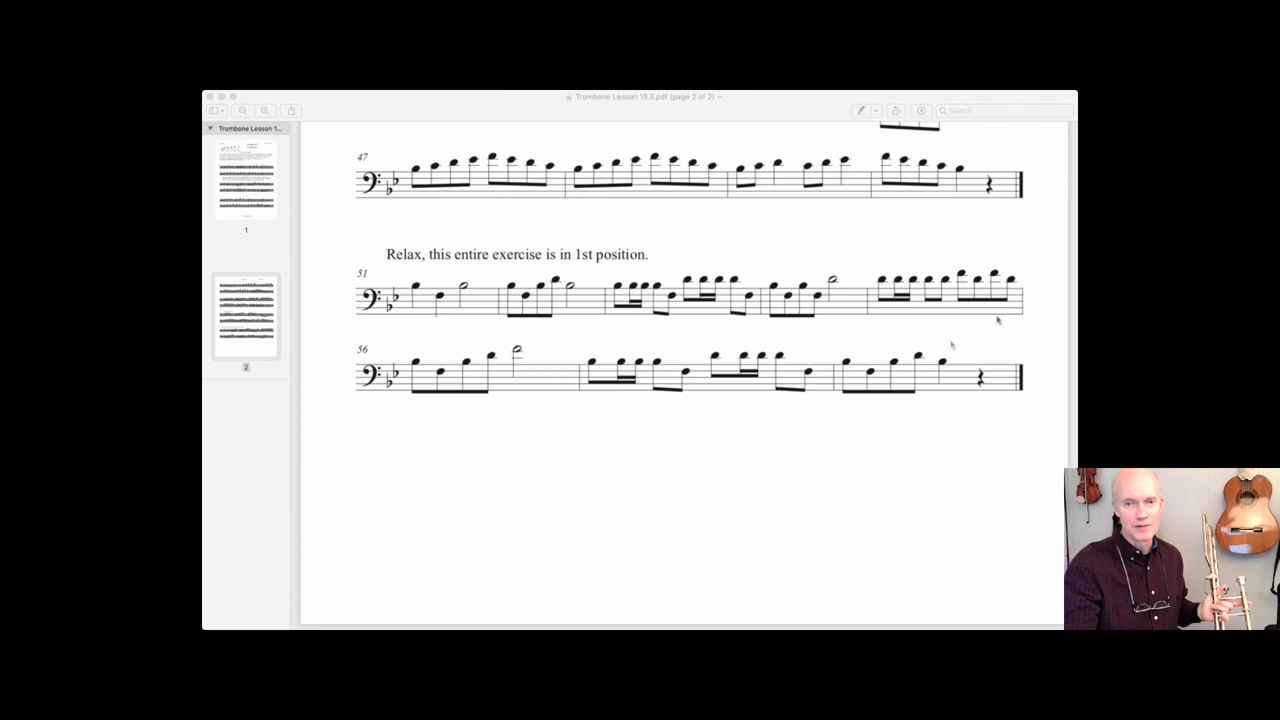 Trombone Lesson 19.3.pdf (page 2 of 2)
Search
Trombone Lesson 1...
1
2
47
Relax, this entire exercise is in 1st position.
51
56